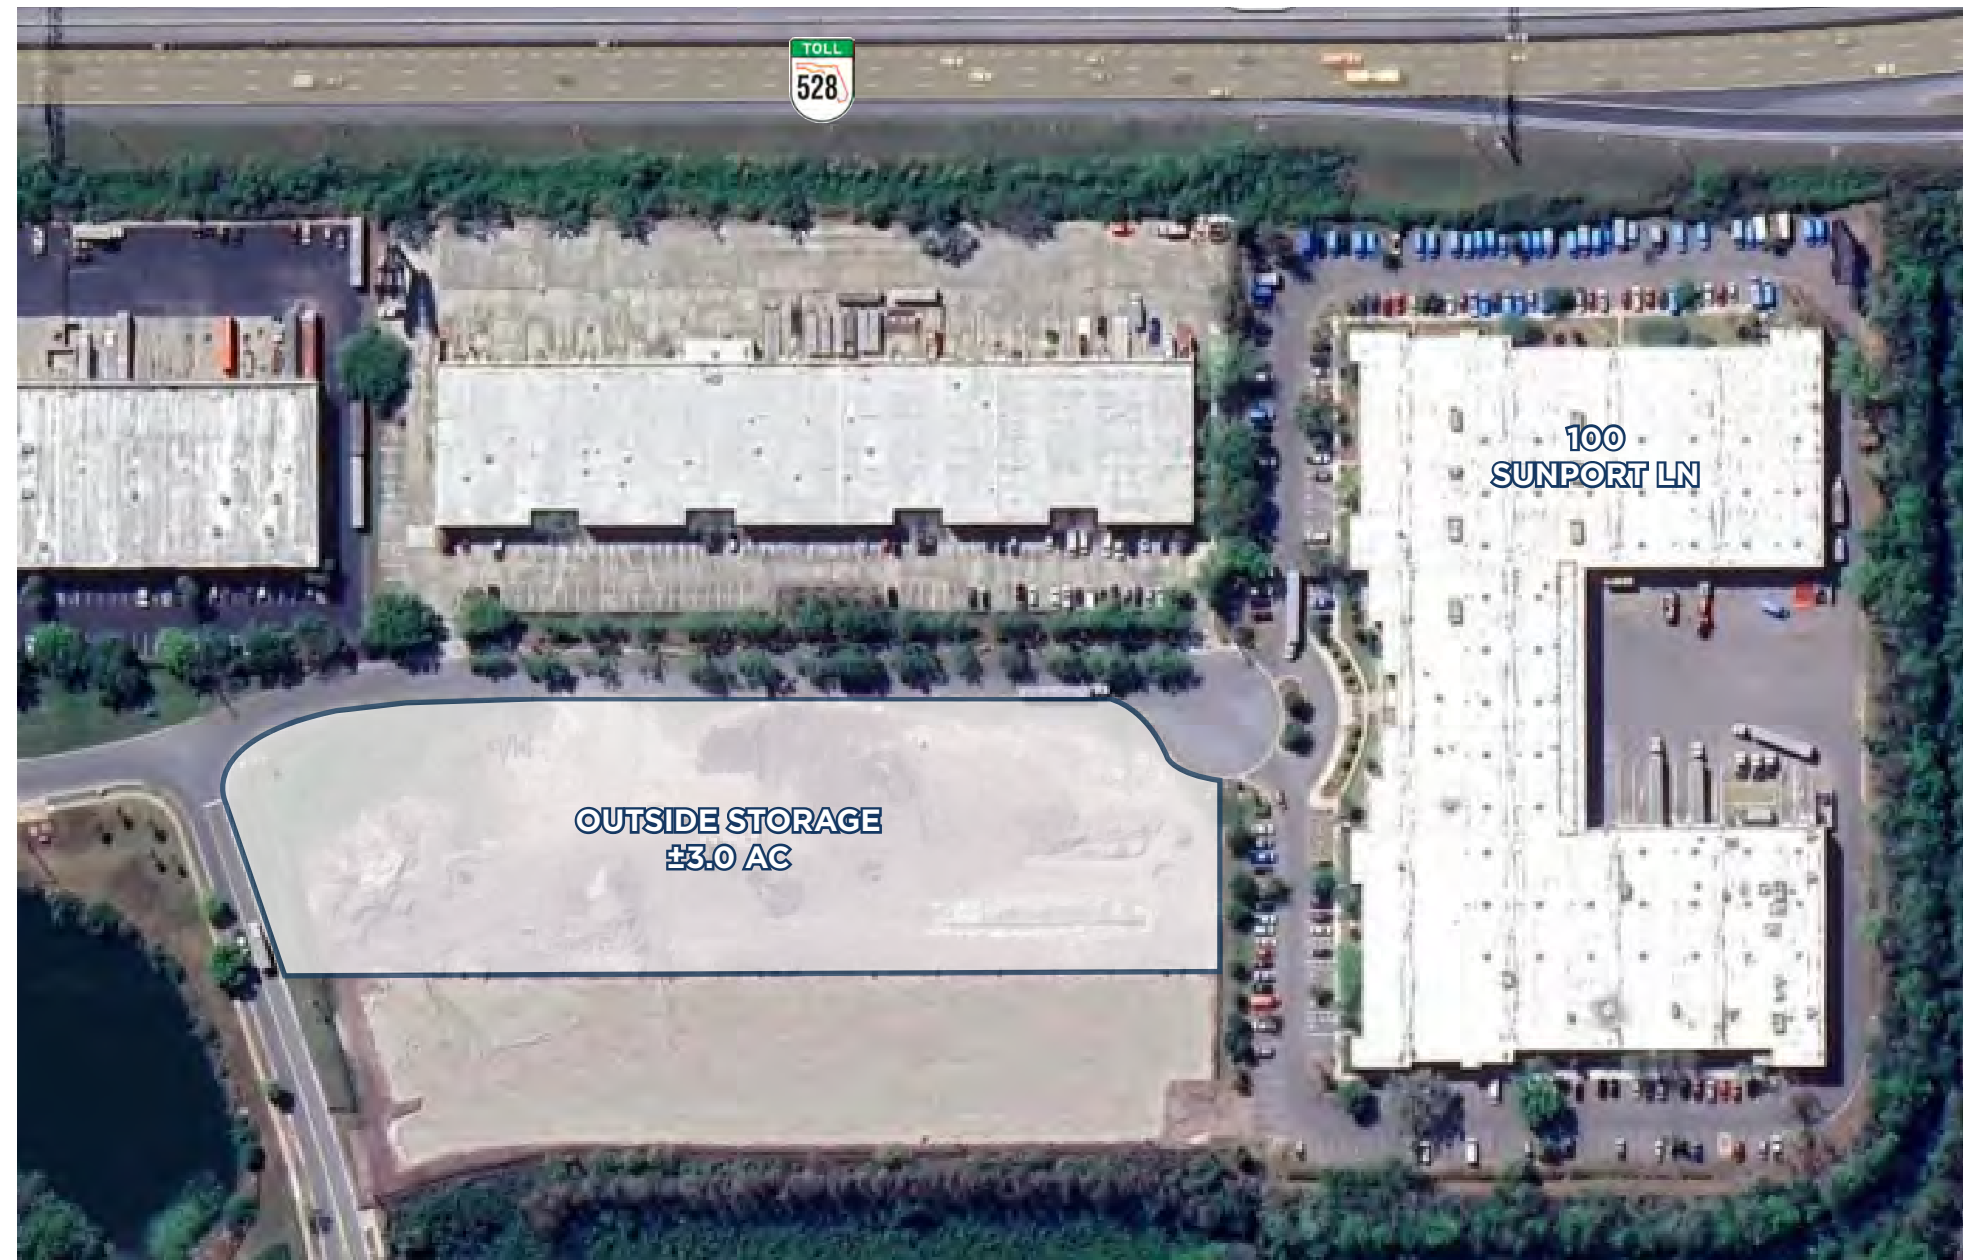 TOLL
528
100
SUNPORT LN
OUTSIDE STORAGE
±3.0 AC